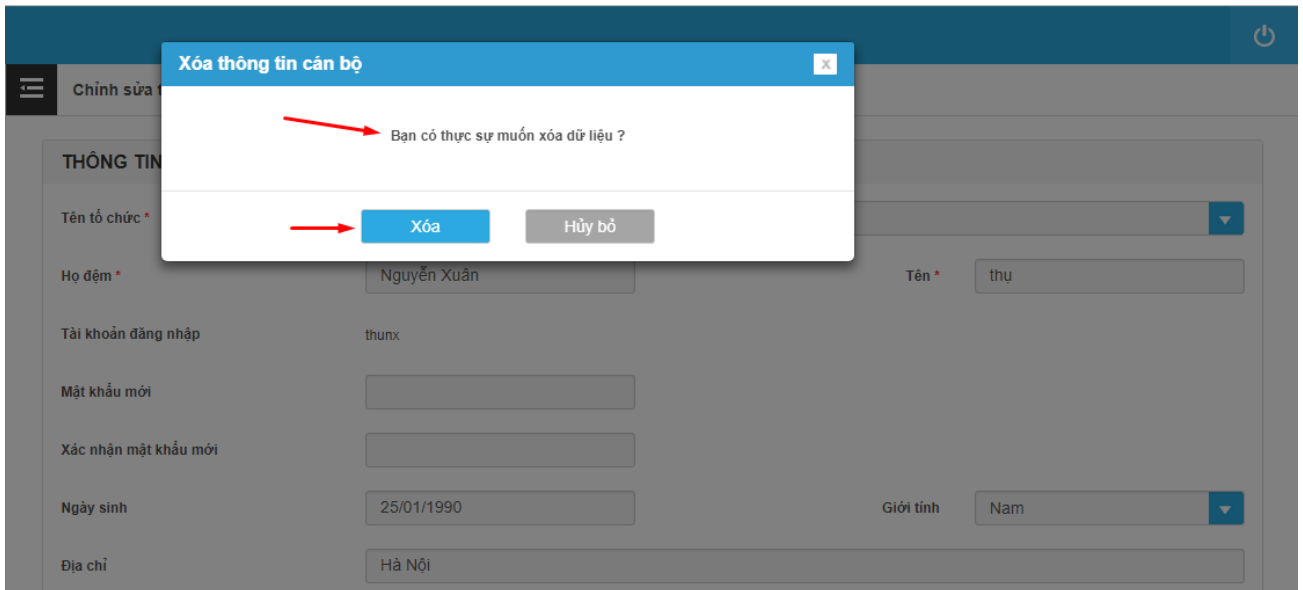 Xóa thông tin cán bộ
x
Chỉnh sửa t
Bạn có thực sự muốn xóa dữ liệu ?
THÔNG TIN
Xóa Hủy bỏ
Tên tổ chức *
Họ đệm * Nguyễn Xuân Tên * thụ
Tài khoản đăng nhập thunx
Mật khẩu mới
Xác nhận mật khẩu mới
Ngày sinh 25/01/1990 Giới tính Nam
Địa chỉ Hà Nội